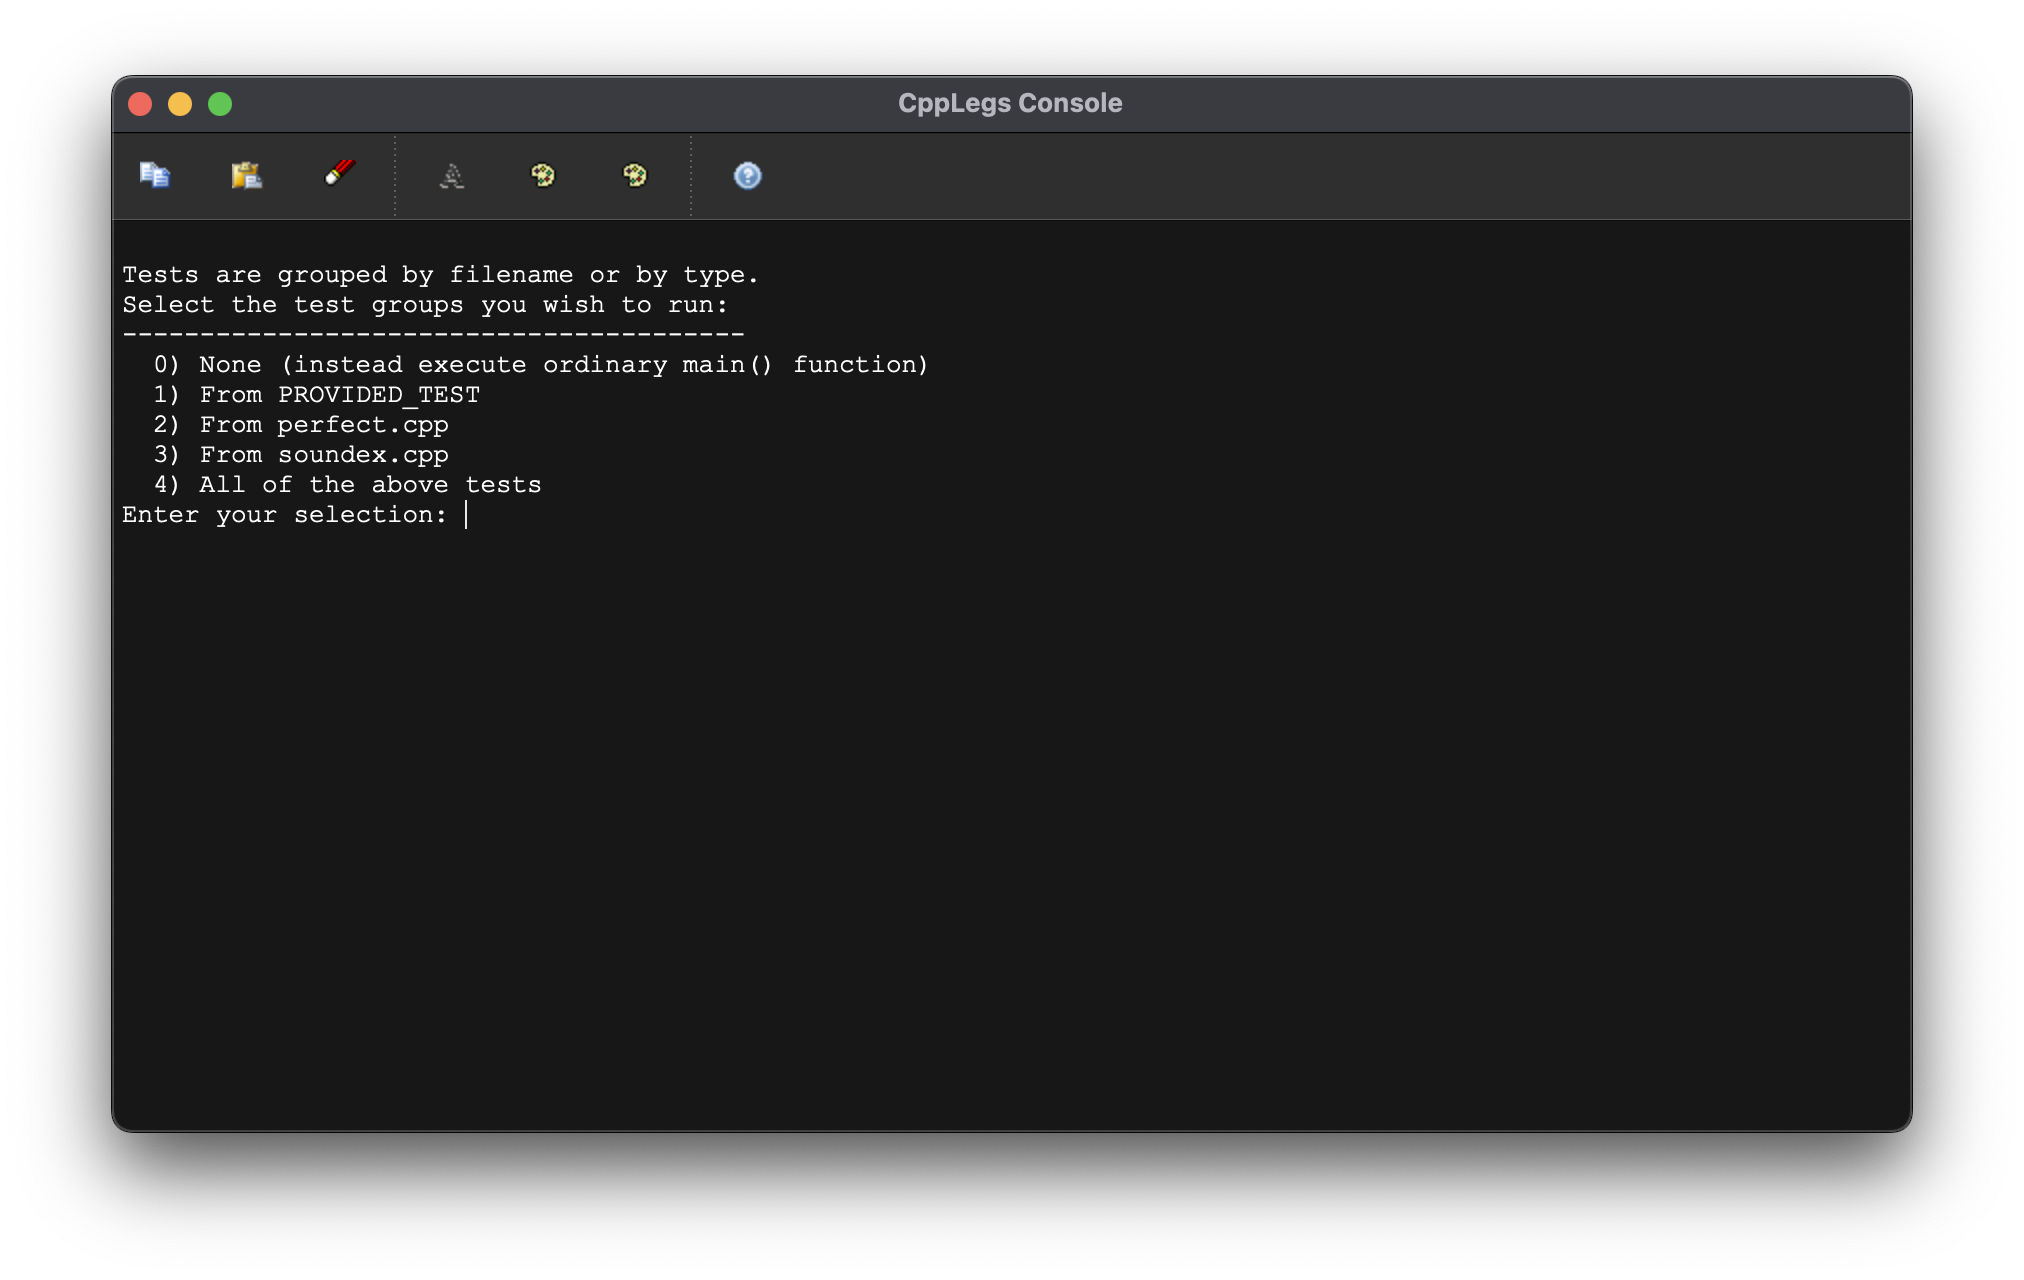 CppLegs Console
Tests are grouped by filename or by type.
Select the test groups you wish to run:
----------------------------------------
  0) None (instead execute ordinary main() function)
  1) From PROVIDED_TEST
  2) From perfect.cpp
  3) From soundex.cpp
  4) All of the above tests
Enter your selection: